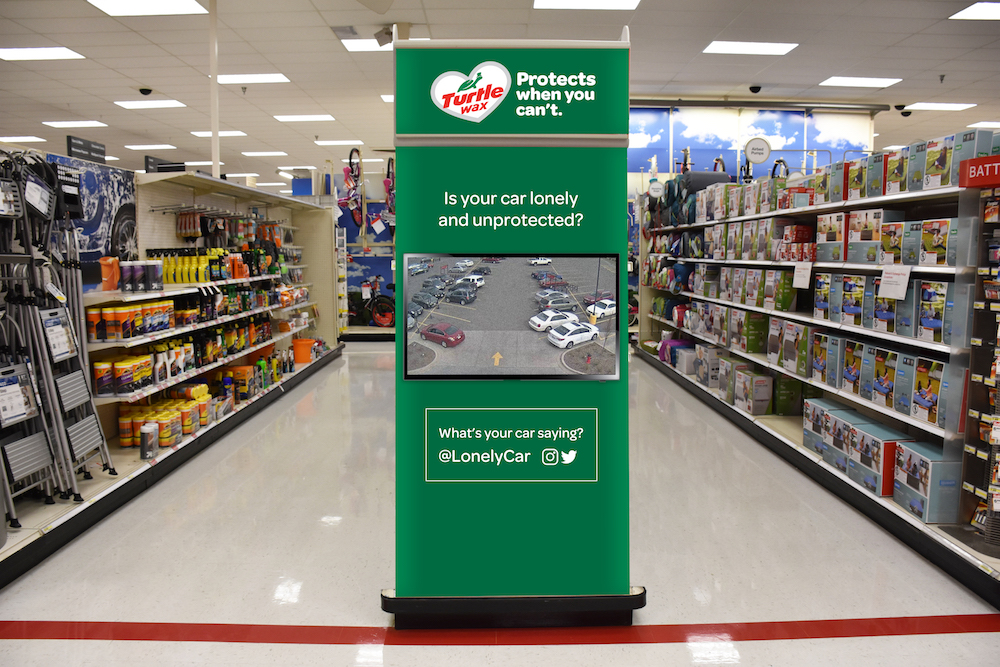 Turtle
wax
Protects
when you
can't.
Is your car lonely
and unprotected?
What's your car saying?
@LonelyCar
BATT